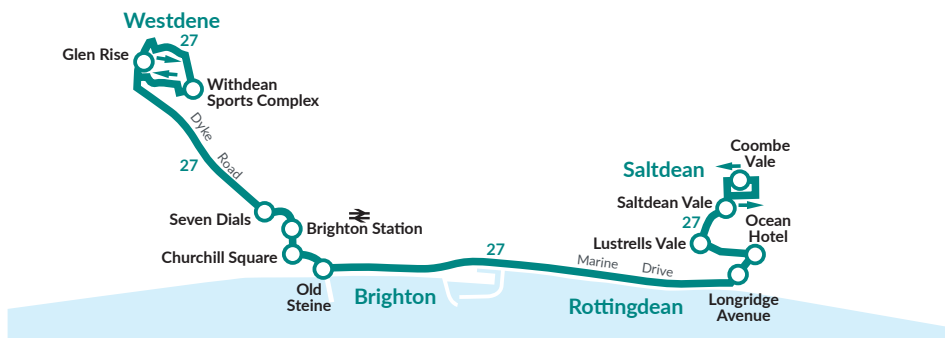 Westdene
27
Glen Rise
Withdean
Sports Complex
Dyke Road
27
Seven Dials
Brighton Station
Churchill Square
Old
Steine
Brighton
27
Marine Drive
Rottingdean
Coombe
Vale
Saltdean
Saltdean Vale
27
Ocean
Hotel
Lustrells Vale
Longridge
Avenue